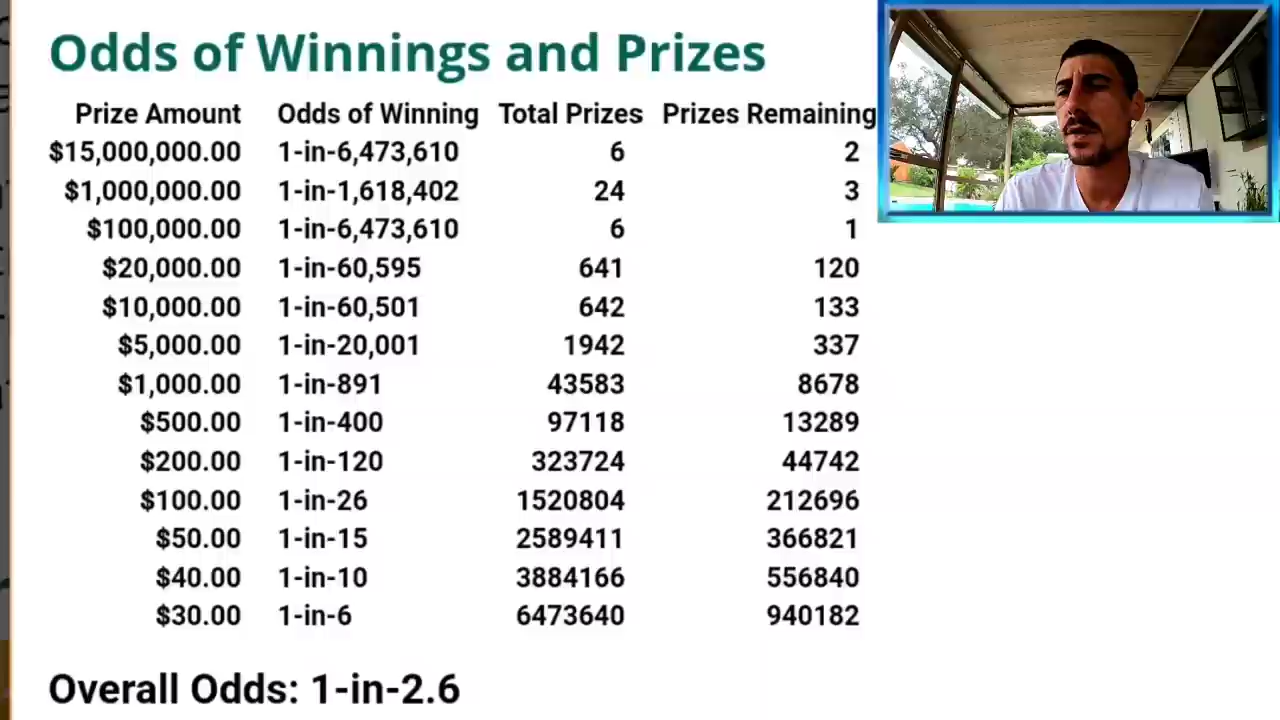 Odds of Winnings and Prizes
Prize Amount Odds of Winning Total Prizes Prizes Remaining
$15,000,000.00 1-in-6,473,610 6 2
$1,000,000.00 1-in-1,618,402 24 3
$100,000.00 1-in-6,473,610 6 1
$20,000.00 1-in-60,595 641 120
$10,000.00 1-in-60,501 642 133
$5,000.00 1-in-20,001 1942 337
$1,000.00 1-in-891 43583 8678
$500.00 1-in-400 97118 13289
$200.00 1-in-120 323724 44742
$100.00 1-in-26 1520804 212696
$50.00 1-in-15 2589411 366821
$40.00 1-in-10 3884166 556840
$30.00 1-in-6 6473640 940182
Overall Odds: 1-in-2.6